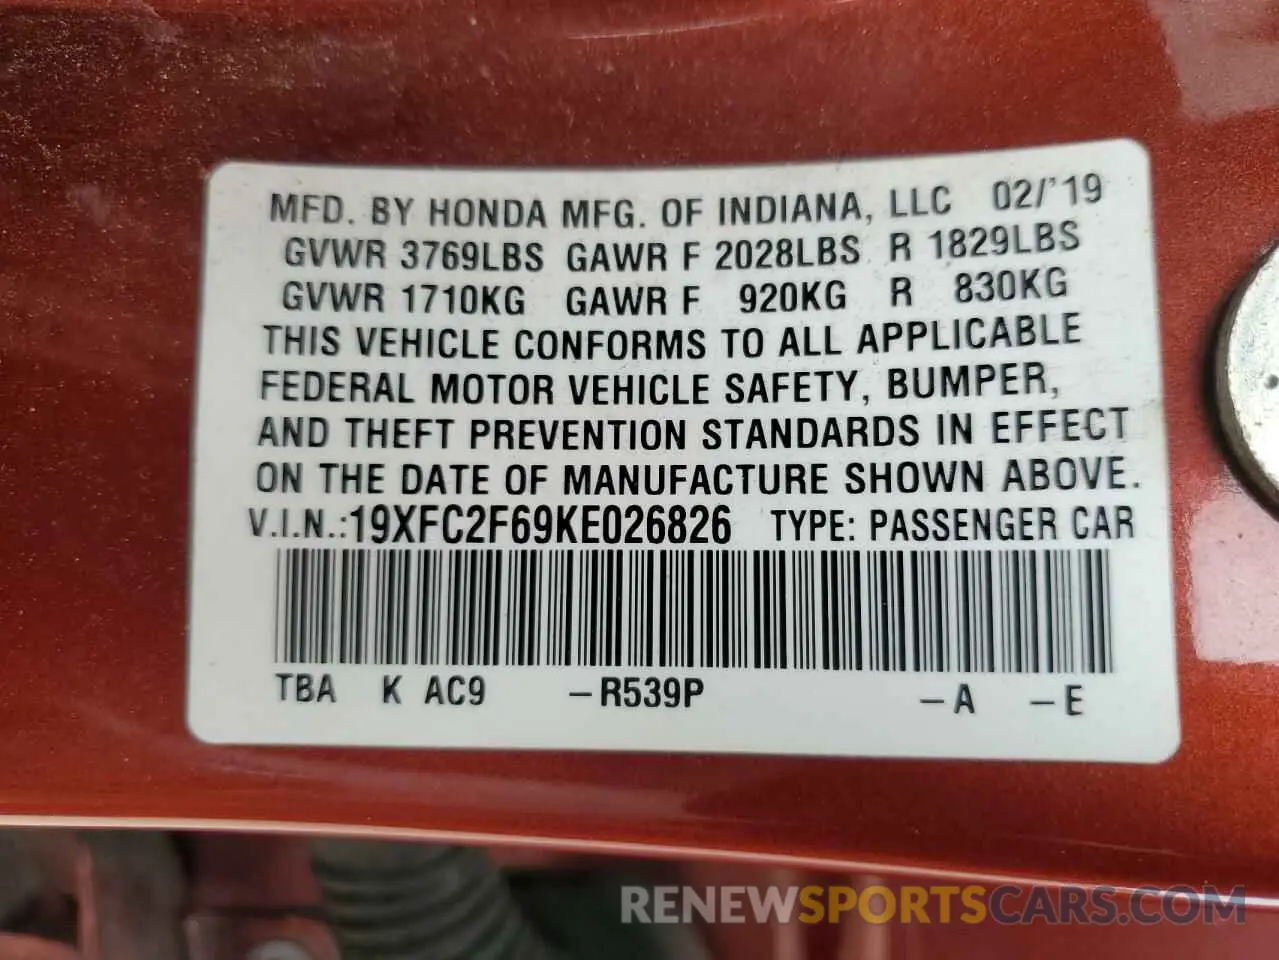 MFD. BY HONDA MFG. OF INDIANA, LLC 02/'19
GVWR 3769LBS GAWR F 2028LBS R 1829LBS
GVWR 1710KG GAWR F 920KG R 830KG
THIS VEHICLE CONFORMS TO ALL APPLICABLE
FEDERAL MOTOR VEHICLE SAFETY, BUMPER,
AND THEFT PREVENTION STANDARDS IN EFFECT
ON THE DATE OF MANUFACTURE SHOWN ABOVE.
V.I.N.:19XFC2F69KE026826 TYPE: PASSENGER CAR
TBA K AC9 -R539P -A -E
RENEWSPORTSCARS.COM